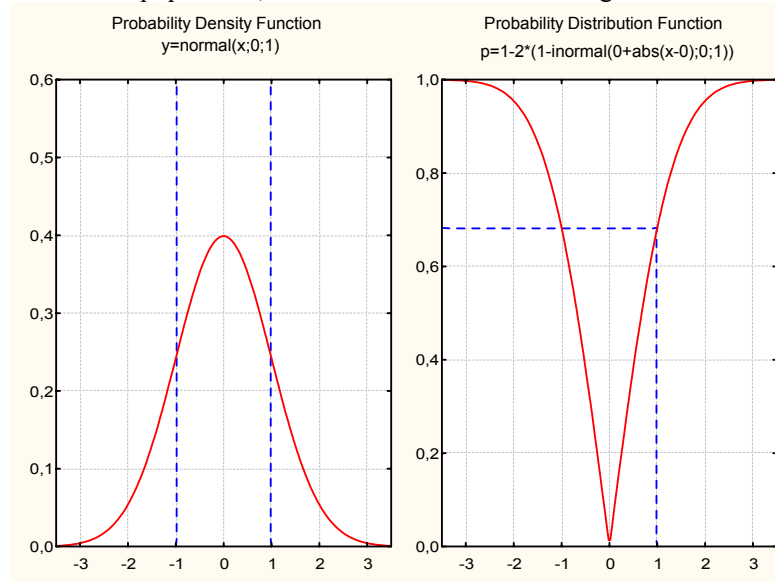 Probability Density Function
y=normal(x;0;1)
0,6
0,5
0,4
0,3
0,2
0,1
0,0
-3 -2 -1 0 1 2 3
Probability Distribution Function
p=1-2*(1-inormal(0+abs(x-0);0;1))
1,0
0,8
0,6
0,4
0,2
0,0
-3 -2 -1 0 1 2 3